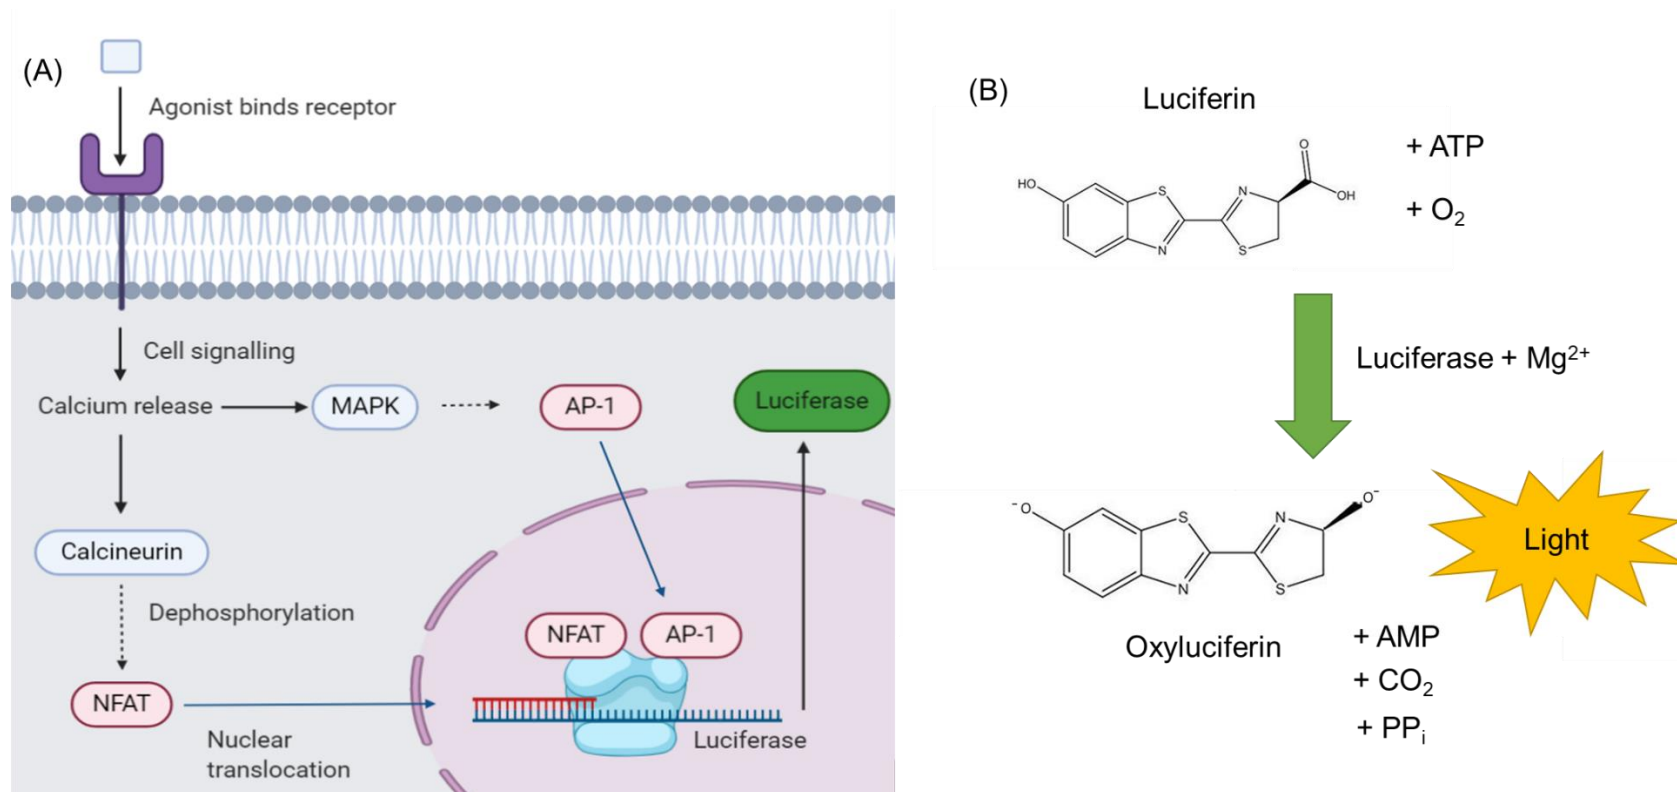 (A)
Agonist binds receptor
Cell signalling
Calcium release
MAPK
AP-1
Luciferase
Calcineurin
Dephosphorylation
NFAT
AP-1
NFAT
Nuclear
translocation
Luciferase
(B)
Luciferin
+ ATP
+ O₂
HO
S
N
N
S
O
OH
Luciferase + Mg²⁺
⁻O
S
N
N
S
O⁻
Light
Oxyluciferin
+ AMP
+ CO₂
+ PPᵢ